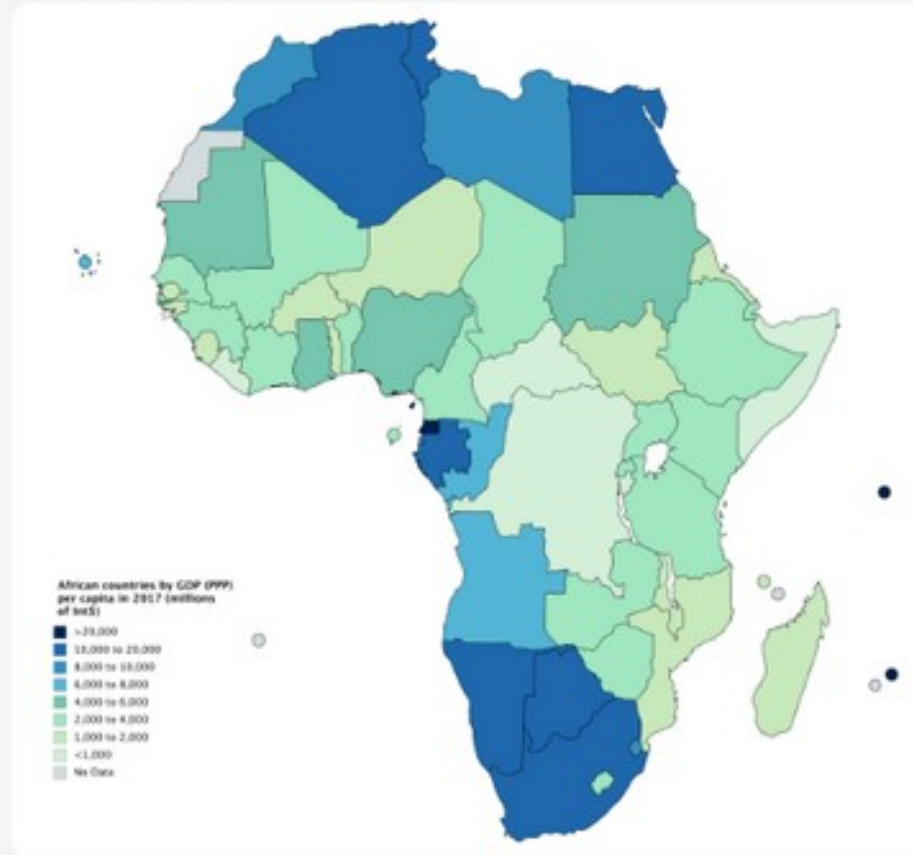 African countries by GDP (PPP)
per capita in 2017 (millions
of Int$)
>20,000
10,000 to 20,000
8,000 to 10,000
6,000 to 8,000
4,000 to 6,000
2,000 to 4,000
1,000 to 2,000
<1,000
No Data